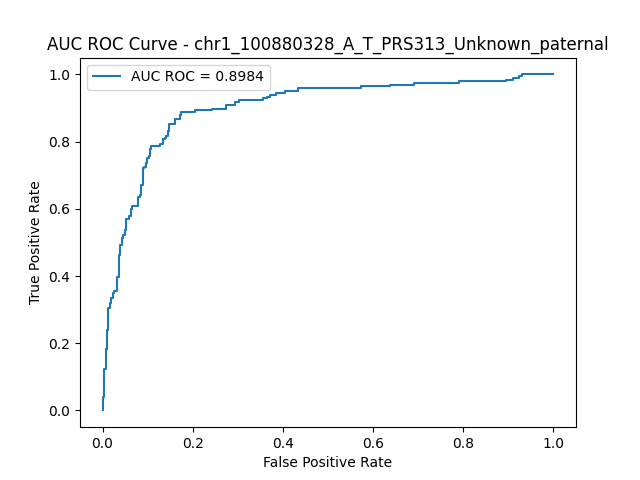 AUC ROC Curve - chr1_100880328_A_T_PRS313_Unknown_paternal
AUC ROC = 0.8984
True Positive Rate
1.0
0.8
0.6
0.4
0.2
0.0
0.0 0.2 0.4 0.6 0.8 1.0
False Positive Rate